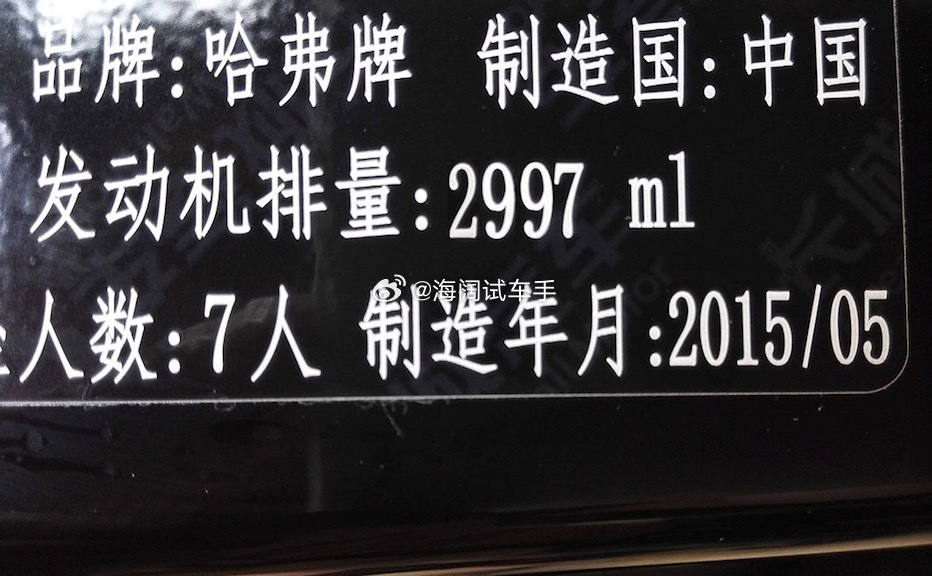 品牌:哈弗牌 制造国:中国
发动机排量:2997 ml
@海阔试车手
人数:7人 制造年月:2015/05